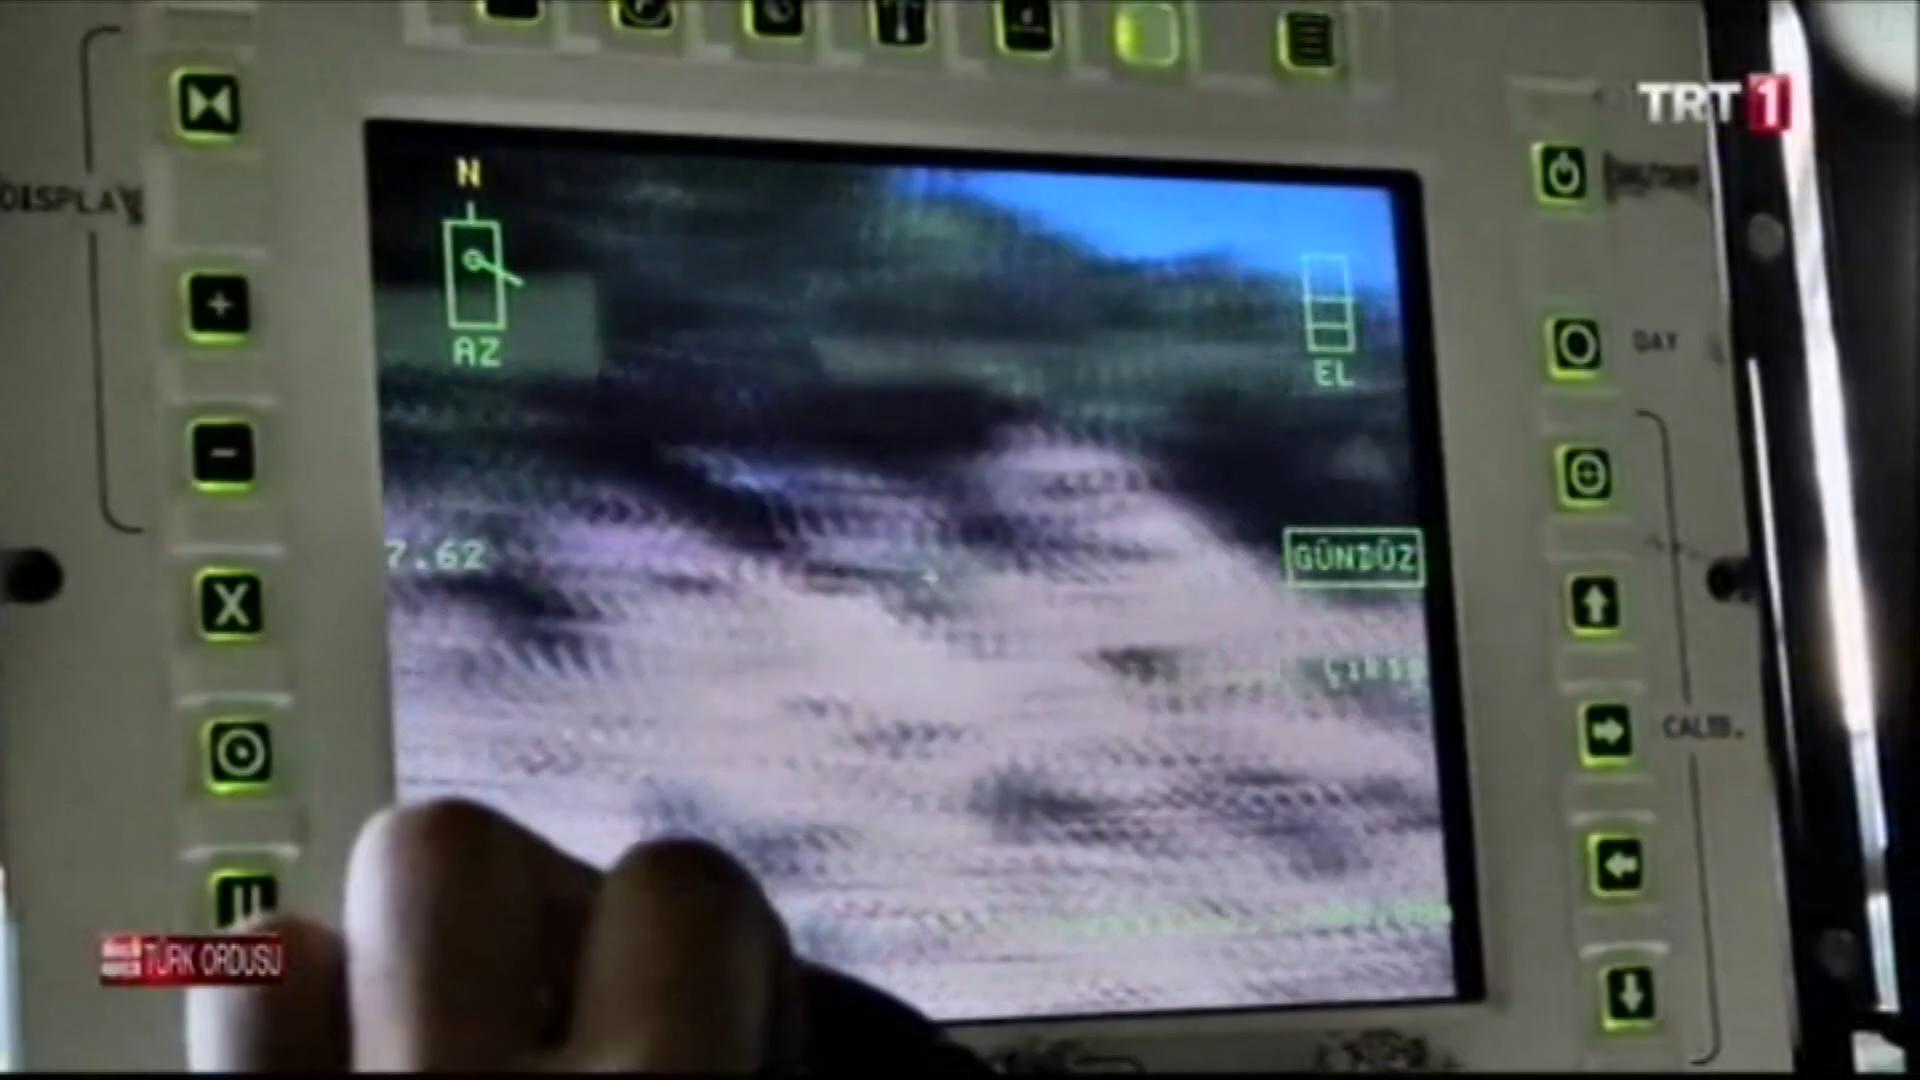 TRT 1
DISPLAY
N
AZ
EL
DAY
7.62
GÜNDÜZ
CALIB.
TÜRK ORDUSU